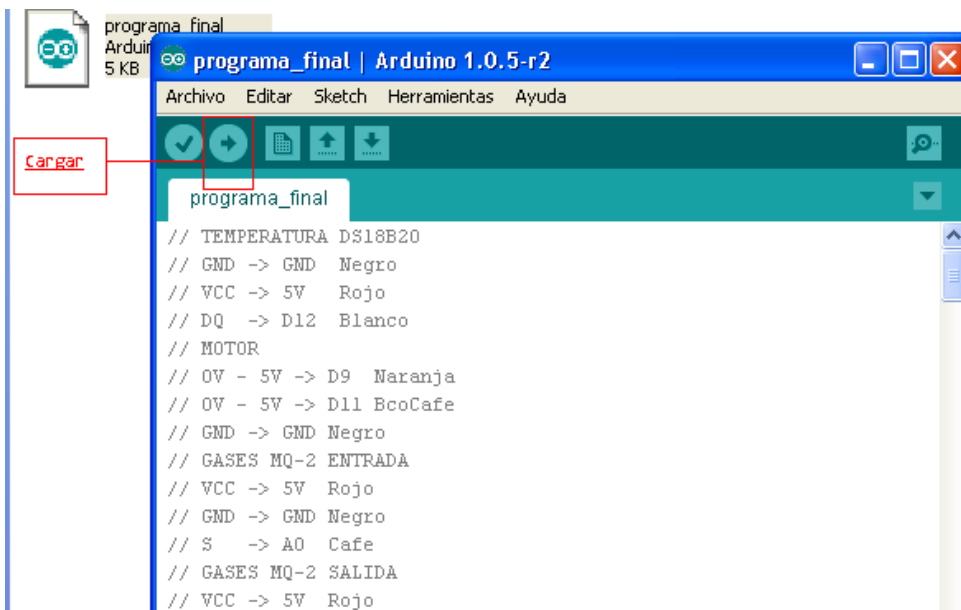 programa_final
Arduin
5 KB
programa_final | Arduino 1.0.5-r2
Archivo Editar Sketch Herramientas Ayuda
Cargar
programa_final
// TEMPERATURA DS18B20
// GND -> GND Negro
// VCC -> 5V Rojo
// DQ -> D12 Blanco
// MOTOR
// 0V - 5V -> D9 Naranja
// 0V - 5V -> D11 BcoCafe
// GND -> GND Negro
// GASES MQ-2 ENTRADA
// VCC -> 5V Rojo
// GND -> GND Negro
// S -> A0 Cafe
// GASES MQ-2 SALIDA
// VCC -> 5V Rojo